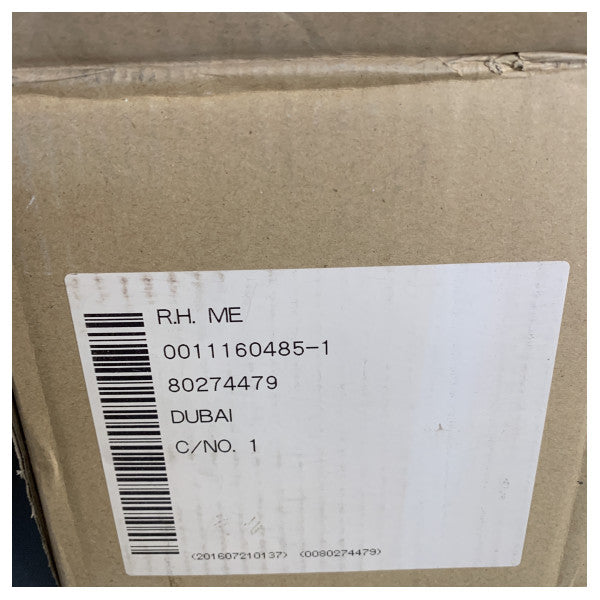 R.H. ME
0011160485-1
80274479
DUBAI
C/NO. 1
(201607210137) (0080274479)